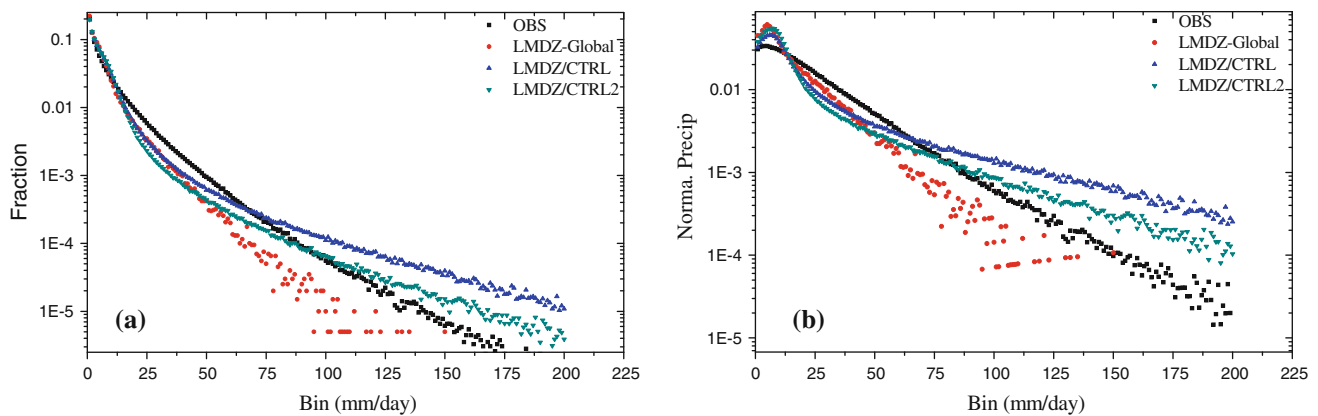 OBS
LMDZ-Global
LMDZ/CTRL
LMDZ/CTRL2
0.1
0.01
1E-3
1E-4
1E-5
Fraction
(a)
0 25 50 75 100 125 150 175 200 225
Bin (mm/day)
OBS
LMDZ-Global
LMDZ/CTRL
LMDZ/CTRL2
0.01
1E-3
1E-4
1E-5
Norma. Precip
(b)
0 25 50 75 100 125 150 175 200 225
Bin (mm/day)